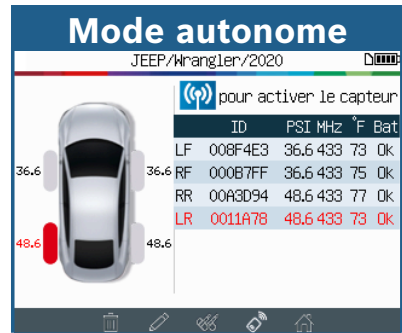 Mode autonome
JEEP/Wrangler/2020
pour activer le capteur
ID PSI MHz °F Bat
LF 008F4E3 36.6 433 73 Ok
36.6 36.6 RF 000B7FF 36.6 433 75 Ok
RR 00A3D94 48.6 433 77 Ok
48.6 48.6 LR 0011A78 48.6 433 73 Ok